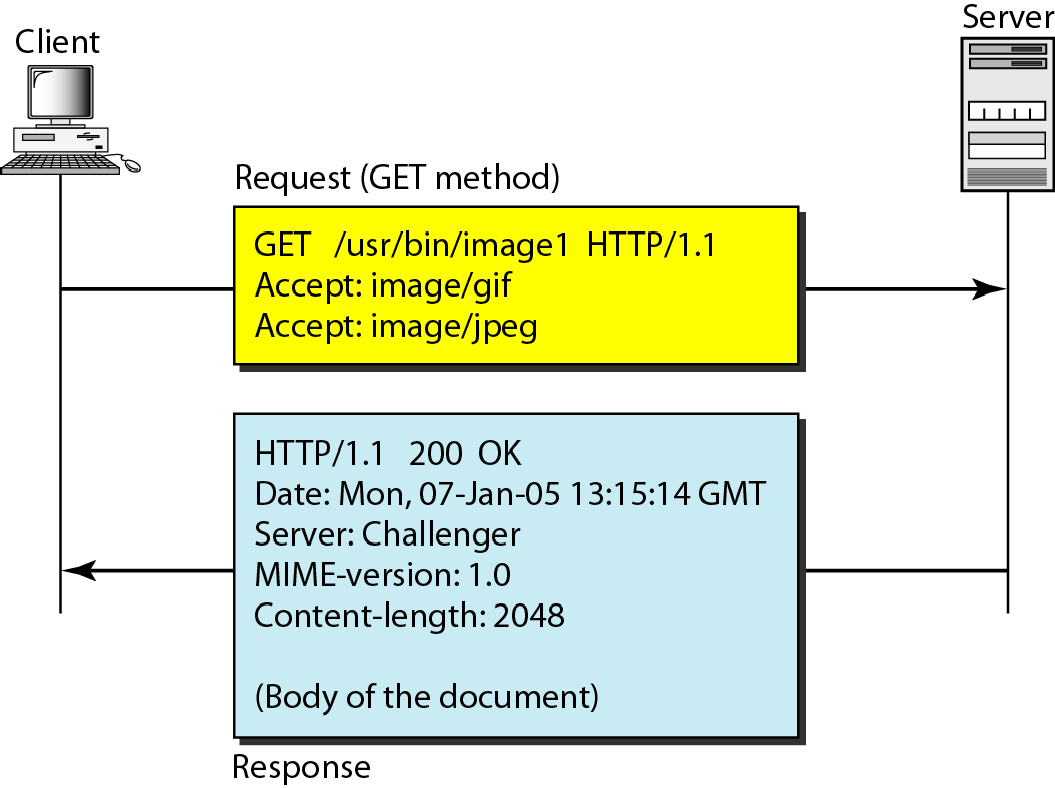 Client
Server
Request (GET method)
GET /usr/bin/image1 HTTP/1.1
Accept: image/gif
Accept: image/jpeg
HTTP/1.1 200 OK
Date: Mon, 07-Jan-05 13:15:14 GMT
Server: Challenger
MIME-version: 1.0
Content-length: 2048
(Body of the document)
Response